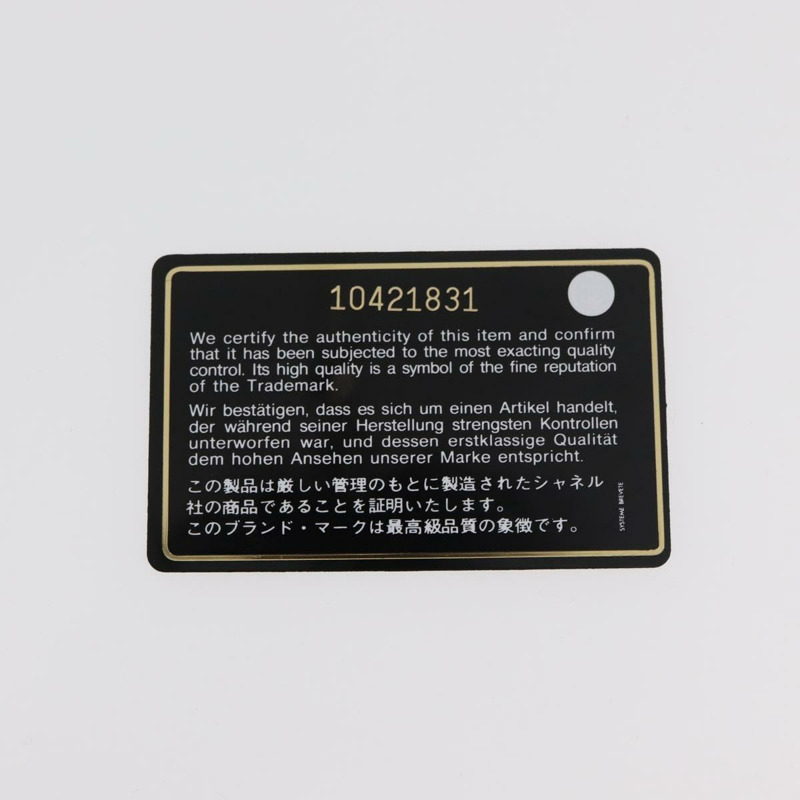 10421831
We certify the authenticity of this item and confirm
that it has been subjected to the most exacting quality
control. Its high quality is a symbol of the fine reputation
of the Trademark.
Wir bestätigen, dass es sich um einen Artikel handelt,
der während seiner Herstellung strengsten Kontrollen
unterworfen war, und dessen erstklassige Qualität
dem hohen Ansehen unserer Marke entspricht.
この製品は厳しい管理のもとに製造されたシャネル
社の商品であることを証明いたします。
このブランド・マークは最高級品質の象徴です。
SYSTEME BREVETE